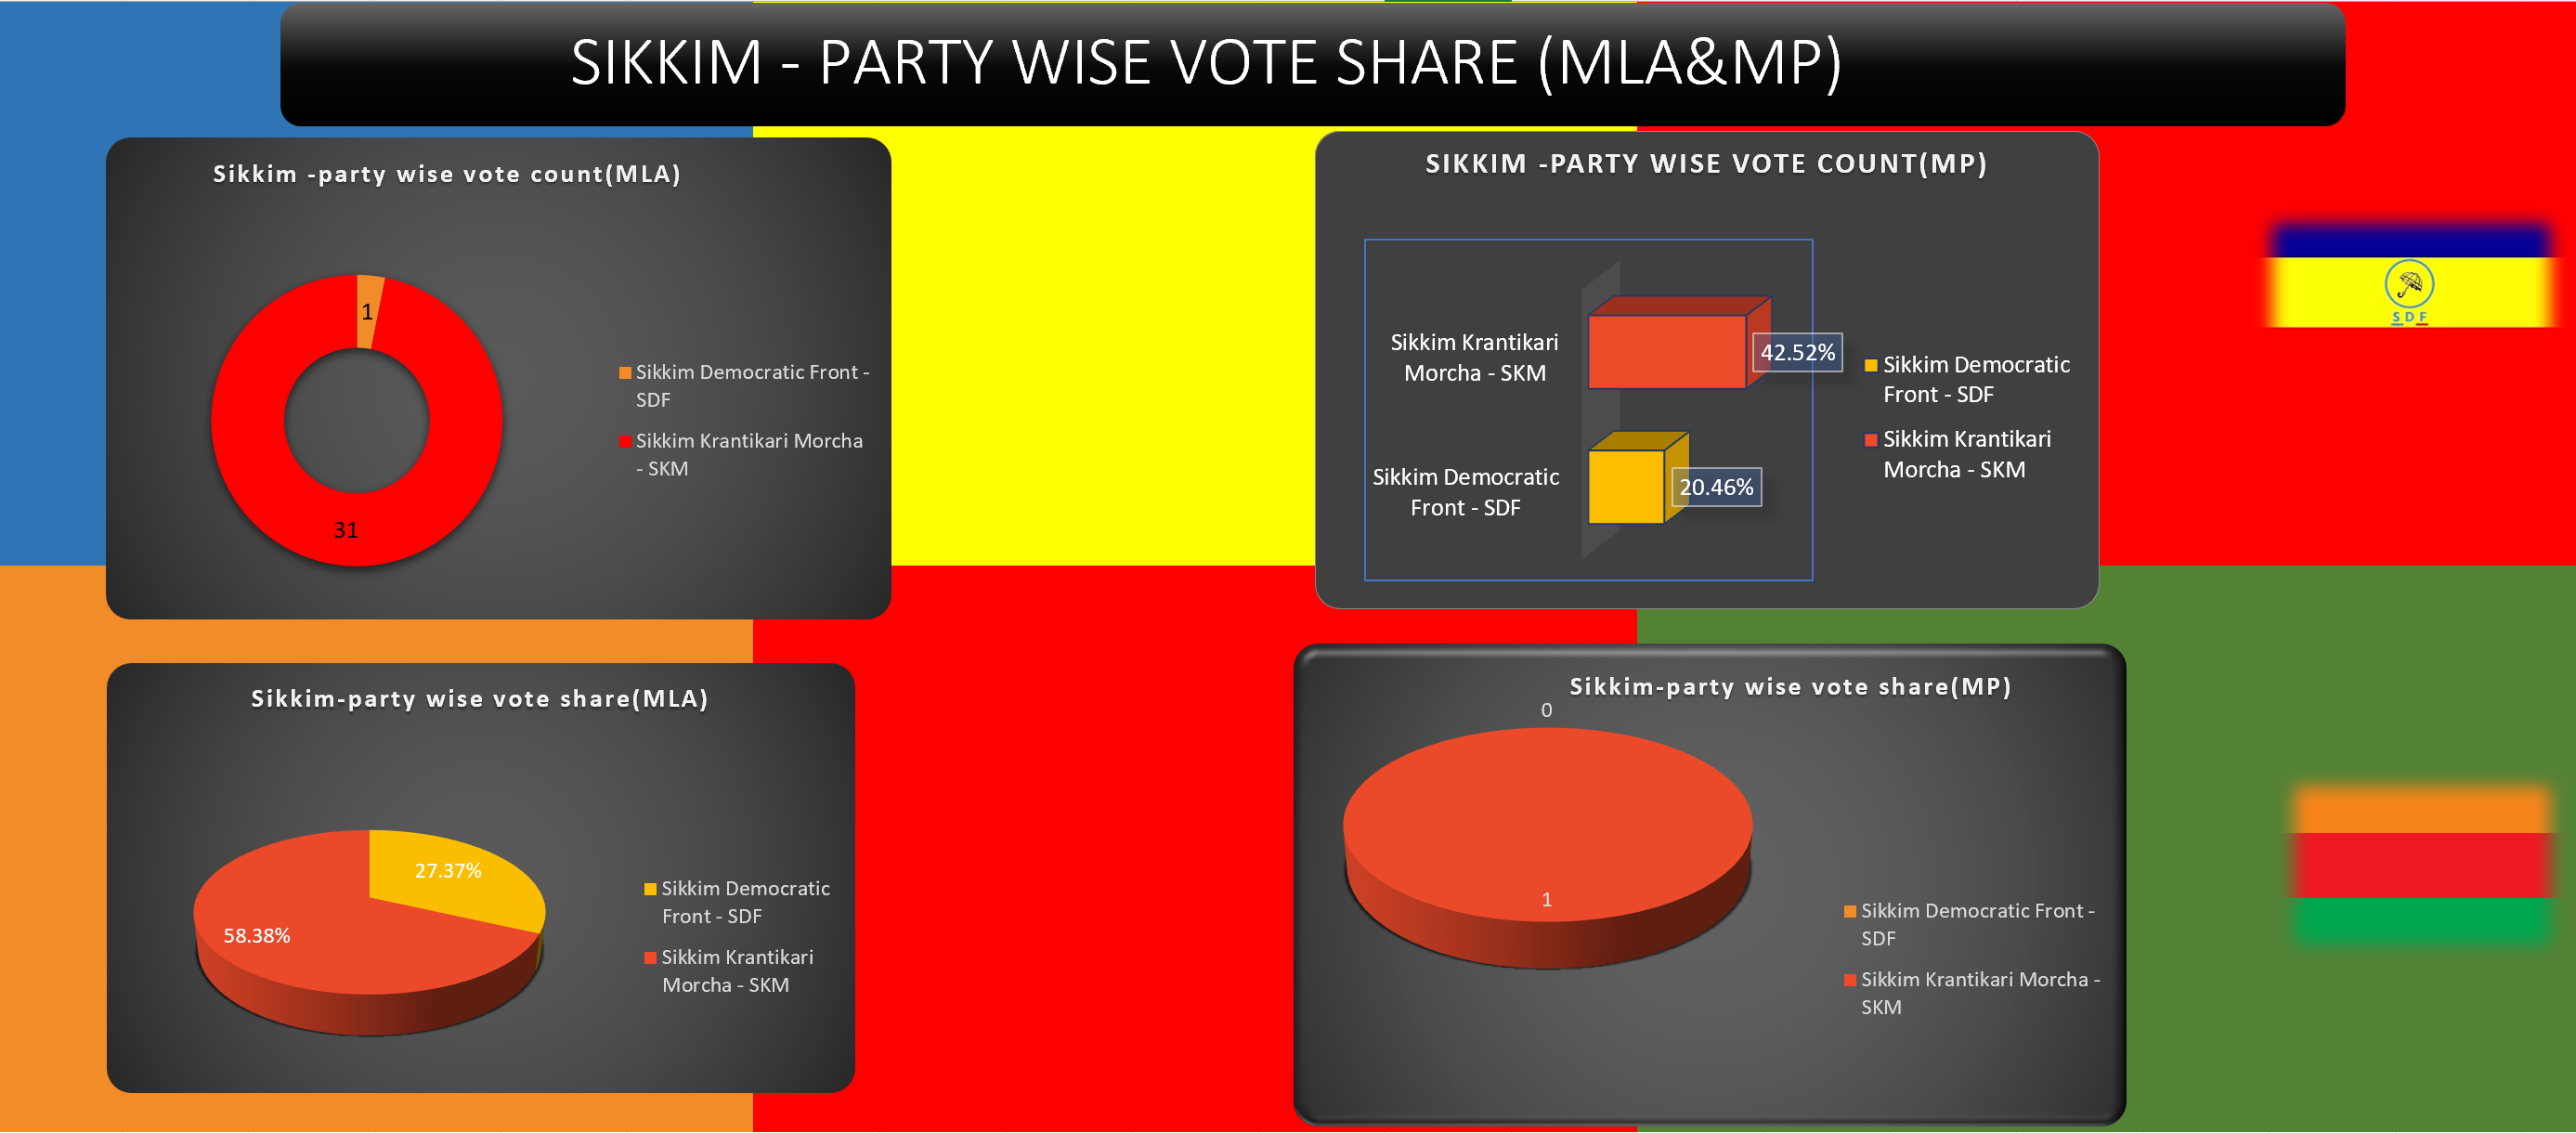 SIKKIM - PARTY WISE VOTE SHARE (MLA&MP)
Sikkim -party wise vote count(MLA)
1
31
Sikkim Democratic Front -
SDF
Sikkim Krantikari Morcha
- SKM
SIKKIM -PARTY WISE VOTE COUNT(MP)
Sikkim Krantikari
Morcha - SKM
42.52%
Sikkim Democratic
Front - SDF
20.46%
Sikkim Democratic
Front - SDF
Sikkim Krantikari
Morcha - SKM
SDF
Sikkim-party wise vote share(MLA)
27.37%
58.38%
Sikkim Democratic
Front - SDF
Sikkim Krantikari
Morcha - SKM
Sikkim-party wise vote share(MP)
0
1
Sikkim Democratic Front -
SDF
Sikkim Krantikari Morcha -
SKM